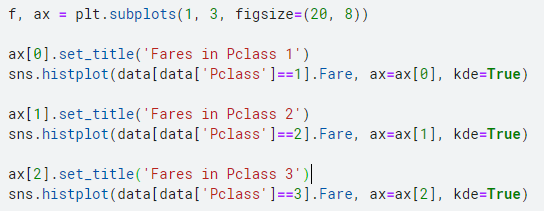 f, ax = plt.subplots(1, 3, figsize=(20, 8))
ax[0].set_title('Fares in Pclass 1')
sns.histplot(data[data['Pclass']==1].Fare, ax=ax[0], kde=True)
ax[1].set_title('Fares in Pclass 2')
sns.histplot(data[data['Pclass']==2].Fare, ax=ax[1], kde=True)
ax[2].set_title('Fares in Pclass 3')
sns.histplot(data[data['Pclass']==3].Fare, ax=ax[2], kde=True)